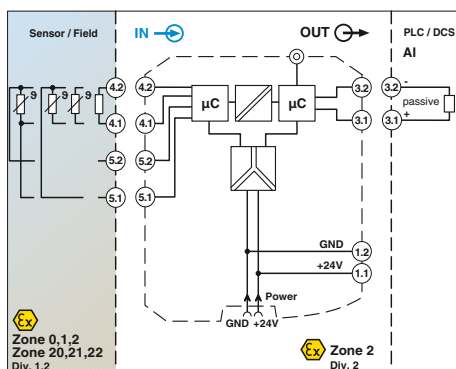 Sensor / Field
IN
OUT
PLC / DCS
AI
ϑ ϑ ϑ
4.2
4.2
µC
µC
3.2
3.2
-
passive
4.1
4.1
3.1
3.1
+
5.2
5.2
5.1
5.1
GND
1.2
+24V
1.1
Power
GND +24V
Ex
Zone 0,1,2
Zone 20,21,22
Div. 1,2
Ex
Zone 2
Div. 2